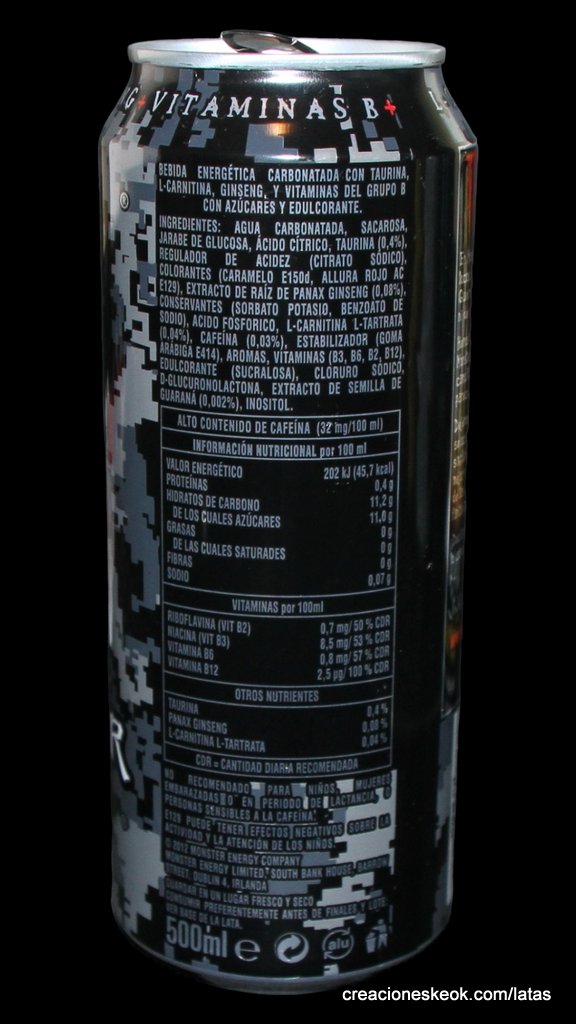 G+VITAMINAS B+ L
®
BEBIDA ENERGÉTICA CARBONATADA CON TAURINA,
L-CARNITINA, GINSENG, Y VITAMINAS DEL GRUPO B
CON AZÚCARES Y EDULCORANTE.
INGREDIENTES: AGUA CARBONATADA, SACAROSA,
JARABE DE GLUCOSA, ÁCIDO CÍTRICO, TAURINA (0,4%),
REGULADOR DE ACIDEZ (CITRATO SÓDICO),
COLORANTES (CARAMELO E150d, ALLURA ROJO AC
E129), EXTRACTO DE RAÍZ DE PANAX GINSENG (0,08%),
CONSERVANTES (SORBATO POTASIO, BENZOATO DE
SODIO), ACIDO FOSFORICO, L-CARNITINA L-TARTRATA
(0,04%), CAFEÍNA (0,03%), ESTABILIZADOR (GOMA
ARÁBIGA E414), AROMAS, VITAMINAS (B3, B6, B2, B12),
EDULCORANTE (SUCRALOSA), CLORURO SÓDICO,
D-GLUCURONOLACTONA, EXTRACTO DE SEMILLA DE
GUARANÁ (0,002%), INOSITOL.
ALTO CONTENIDO DE CAFEÍNA (32 mg/100 ml)
INFORMACIÓN NUTRICIONAL por 100 ml
VALOR ENERGÉTICO 202 kJ (45,7 kcal)
PROTEÍNAS 0,4g
HIDRATOS DE CARBONO 11,2g
DE LOS CUALES AZÚCARES 11,0g
GRASAS 0g
DE LAS CUALES SATURADES 0g
FIBRAS 0g
SODIO 0,07g
VITAMINAS por 100ml
RIBOFLAVINA (VIT B2) 0,7 mg/50 % CDR
NIACINA (VIT B3) 8,5 mg/53 % CDR
VITAMINA B6 0,8 mg/57 % CDR
VITAMINA B12 2,5 µg/100 % CDR
OTROS NUTRIENTES
TAURINA 0,4 %
PANAX GINSENG 0,08 %
L-CARNITINA L-TARTRATA 0,04 %
CDR = CANTIDAD DIARIA RECOMENDADA
NO RECOMENDADO PARA NIÑOS, MUJERES
EMBARAZADAS O EN PERIODO DE LACTANCIA, O
PERSONAS SENSIBLES A LA CAFEINA.
E129 PUEDE TENER EFECTOS NEGATIVOS SOBRE LA
ACTIVIDAD Y LA ATENCIÓN DE LOS NIÑOS.
© 2012 MONSTER ENERGY COMPANY
MONSTER ENERGY LIMITED, SOUTH BANK HOUSE, BARROW
STREET, DUBLIN 4, IRLANDA
GUARDAR EN UN LUGAR FRESCO Y SECO
CONSUMIR PREFERENTEMENTE ANTES DE FINALES Y LOTE:
VER BASE DE LA LATA.
500ml e alu
R
creacioneskeok.com/latas